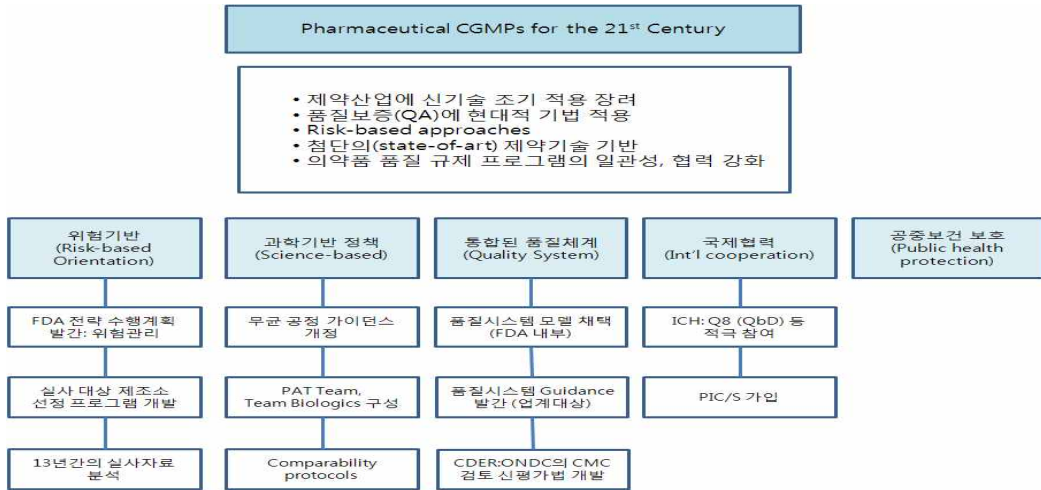 Pharmaceutical CGMPs for the 21st Century
• 제약산업에 신기술 조기 적용 장려
• 품질보증(QA)에 현대적 기법 적용
• Risk-based approaches
• 첨단의(state-of-art) 제약기술 기반
• 의약품 품질 규제 프로그램의 일관성, 협력 강화
위험기반
(Risk-based
Orientation)
과학기반 정책
(Science-based)
통합된 품질체계
(Quality System)
국제협력
(Int'l cooperation)
공중보건 보호
(Public health
protection)
FDA 전략 수행계획
발간: 위험관리
무균 공정 가이던스
개정
품질시스템 모델 채택
(FDA 내부)
ICH: Q8 (QbD) 등
적극 참여
실사 대상 제조소
선정 프로그램 개발
PAT Team,
Team Biologics 구성
품질시스템 Guidance
발간 (업계대상)
PIC/S 가입
13년간의 실사자료
분석
Comparability
protocols
CDER:ONDC의 CMC
검토 신평가법 개발